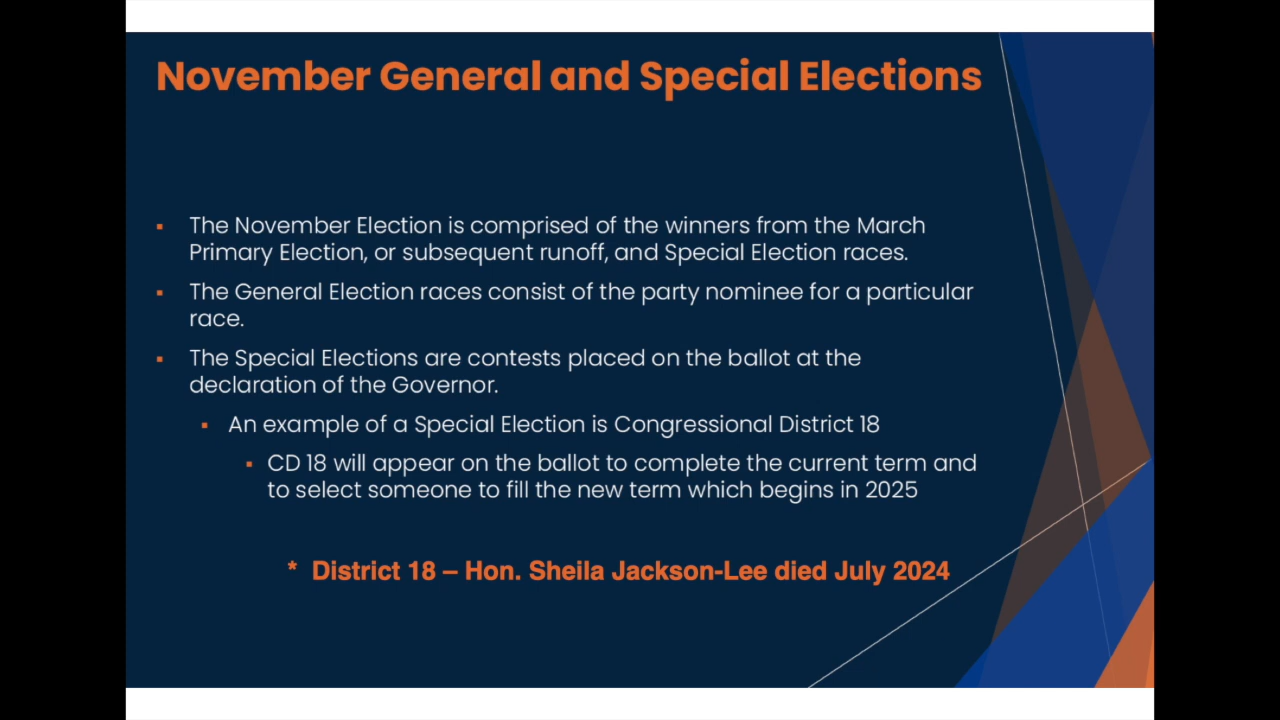 November General and Special Elections
▪ The November Election is comprised of the winners from the March
Primary Election, or subsequent runoff, and Special Election races.
▪ The General Election races consist of the party nominee for a particular
race.
▪ The Special Elections are contests placed on the ballot at the
declaration of the Governor.
▪ An example of a Special Election is Congressional District 18
▪ CD 18 will appear on the ballot to complete the current term and
to select someone to fill the new term which begins in 2025
* District 18 – Hon. Sheila Jackson-Lee died July 2024